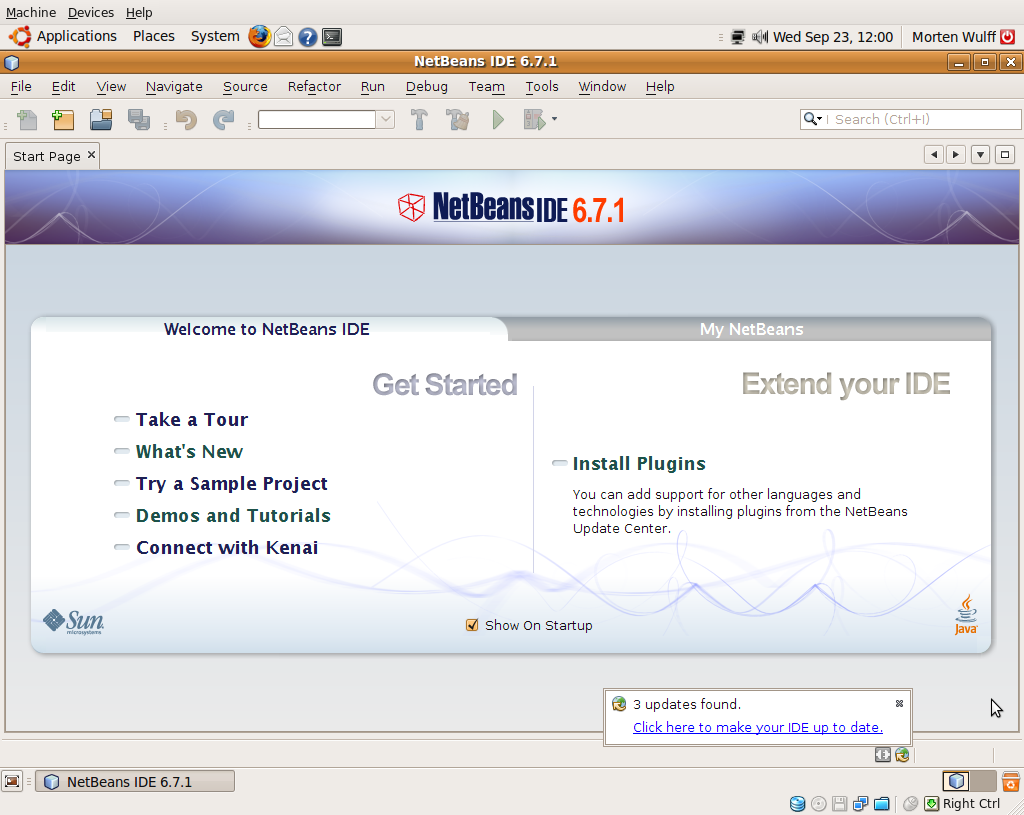 Machine Devices Help
Applications Places System Wed Sep 23, 12:00 Morten Wulff
NetBeans IDE 6.7.1
File Edit View Navigate Source Refactor Run Debug Team Tools Window Help
Search (Ctrl+I)
Start Page
NetBeans IDE 6.7.1
Welcome to NetBeans IDE
My NetBeans
Get Started
Take a Tour
What's New
Try a Sample Project
Demos and Tutorials
Connect with Kenai
Extend your IDE
Install Plugins
You can add support for other languages and
technologies by installing plugins from the NetBeans
Update Center.
Sun
microsystems
Show On Startup
Java
3 updates found.
Click here to make your IDE up to date.
NetBeans IDE 6.7.1
Right Ctrl